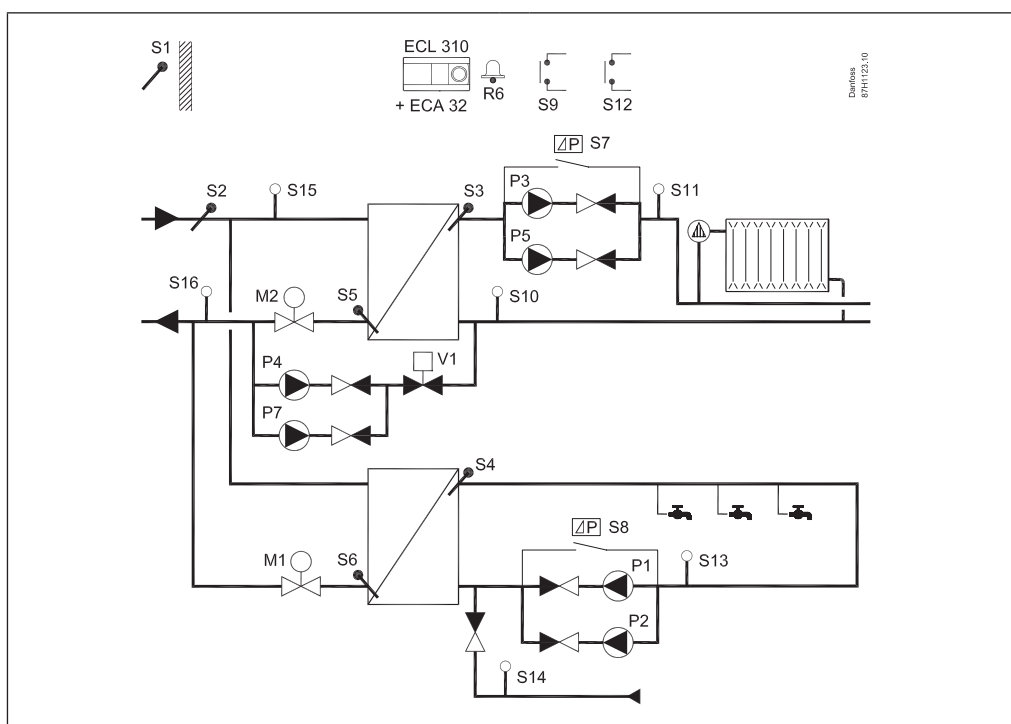 S1
ECL 310
+ ECA 32
R6
S9
S12
Danfoss
87H1123.10
⊿P S7
S2
S15
S3
P3
S11
P5
S16
M2
S5
S10
P4
V1
P7
S4
⊿P S8
M1
S6
P1
S13
P2
S14